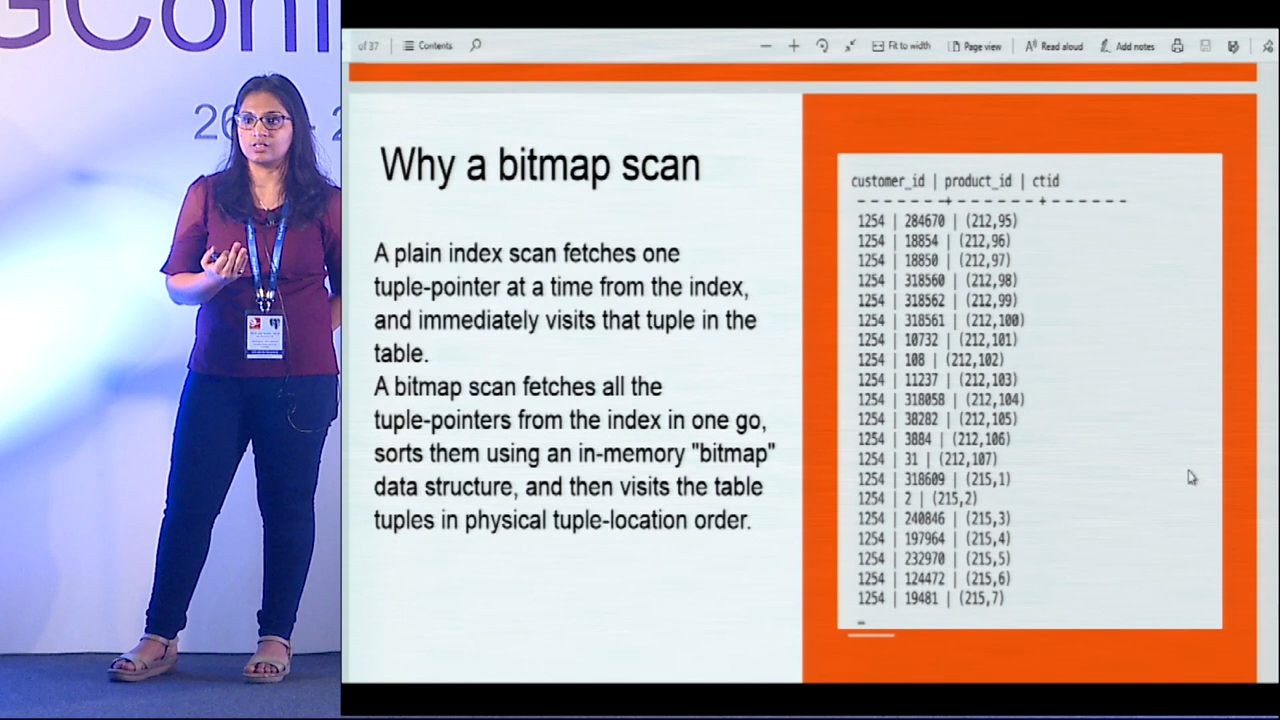 GConf
26
2
of 37
Contents
Fit to width
Page view
Read aloud
Add notes
Why a bitmap scan
A plain index scan fetches one
tuple-pointer at a time from the index,
and immediately visits that tuple in the
table.
A bitmap scan fetches all the
tuple-pointers from the index in one go,
sorts them using an in-memory "bitmap"
data structure, and then visits the table
tuples in physical tuple-location order.
customer_id | product_id | ctid
- - - - - - -+- - - - - - -+- - - - - -
1254 | 284670 | (212,95)
1254 | 18854 | (212,96)
1254 | 18850 | (212,97)
1254 | 318560 | (212,98)
1254 | 318562 | (212,99)
1254 | 318561 | (212,100)
1254 | 10732 | (212,101)
1254 | 108 | (212,102)
1254 | 11237 | (212,103)
1254 | 318058 | (212,104)
1254 | 38282 | (212,105)
1254 | 3884 | (212,106)
1254 | 31 | (212,107)
1254 | 318609 | (215,1)
1254 | 2 | (215,2)
1254 | 240846 | (215,3)
1254 | 197964 | (215,4)
1254 | 232970 | (215,5)
1254 | 124472 | (215,6)
1254 | 19481 | (215,7)